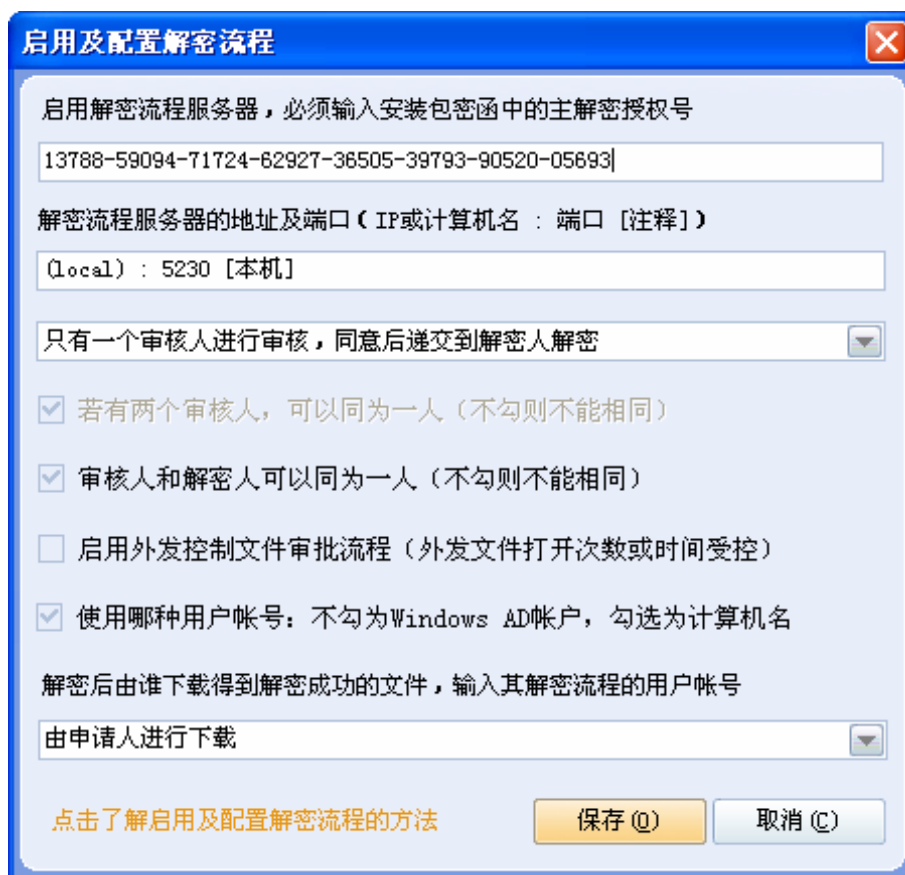 启用及配置解密流程
启用解密流程服务器，必须输入安装包密函中的主解密授权号
13788-59094-71724-62927-36505-39793-90520-05693
解密流程服务器的地址及端口（IP或计算机名 : 端口 [注释]）
(local) : 5230 [本机]
只有一个审核人进行审核，同意后递交到解密人解密
若有两个审核人，可以同为一人（不勾则不能相同）
审核人和解密人可以同为一人（不勾则不能相同）
启用外发控制文件审批流程（外发文件打开次数或时间受控）
使用哪种用户帐号：不勾为Windows AD帐户，勾选为计算机名
解密后由谁下载得到解密成功的文件，输入其解密流程的用户帐号
由申请人进行下载
点击了解启用及配置解密流程的方法
保存(O)
取消(C)